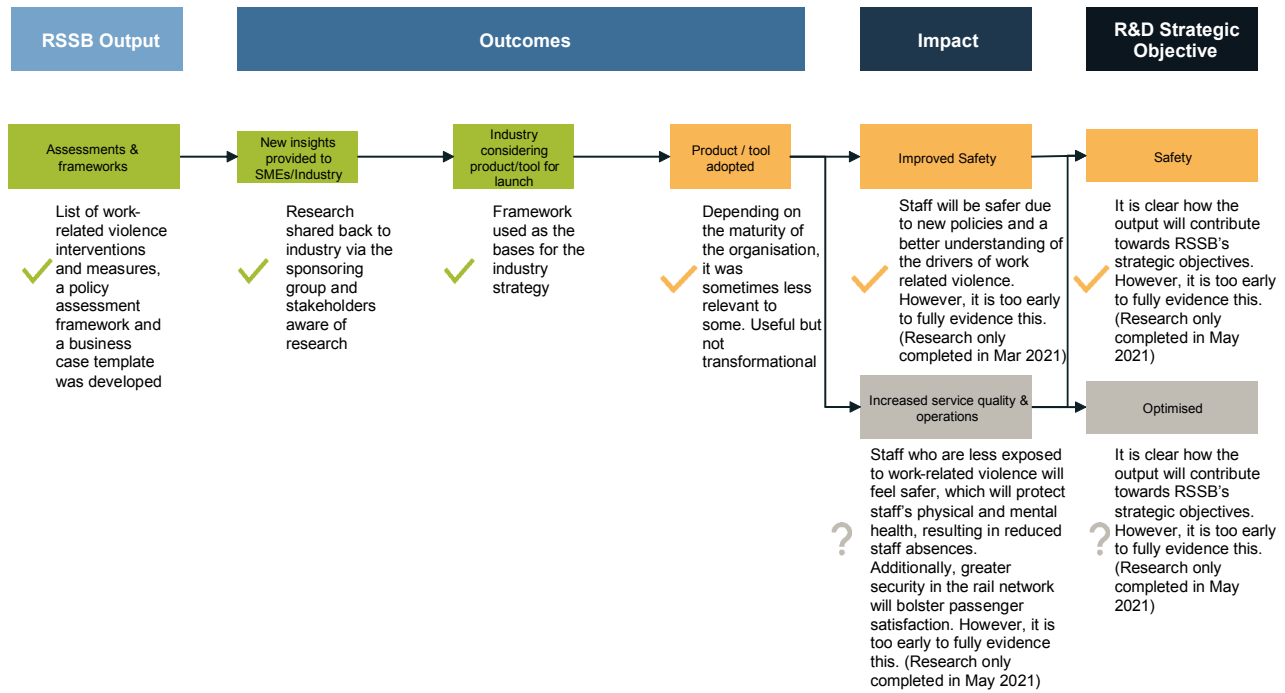 RSSB Output
Outcomes
Impact
R&D Strategic
Objective
Assessments &
frameworks
New insights
provided to
SMEs/Industry
Industry
considering
product/tool for
launch
Product / tool
adopted
Improved Safety
Safety
List of work-
related violence
interventions
and measures,
a policy
assessment
framework and
a business
case template
was developed
Research
shared back to
industry via the
sponsoring
group and
stakeholders
aware of
research
Framework
used as the
bases for the
industry
strategy
Depending on
the maturity of
the organisation,
it was
sometimes less
relevant to
some. Useful but
not
transformational
Staff will be safer
due to new
policies and a
better
understanding of
the drivers of work
related violence.
However, it is too early
to fully evidence this.
(Research only
completed in Mar 2021)
It is clear how the
output will contribute
towards RSSB's
strategic objectives.
However, it is too early
to fully evidence this.
(Research only
completed in May
2021)
Increased service quality &
operations
Optimised
Staff who are less exposed
to work-related violence will
feel safer, which will protect
staff's physical and mental
health, resulting in reduced
staff absences.
Additionally, greater
security in the rail network
will bolster passenger
satisfaction. However, it is
too early to fully evidence
this. (Research only
completed in May 2021)
?
It is clear how the
output will contribute
towards RSSB's
strategic objectives.
However, it is too early
to fully evidence this.
(Research only
completed in May
2021)
?